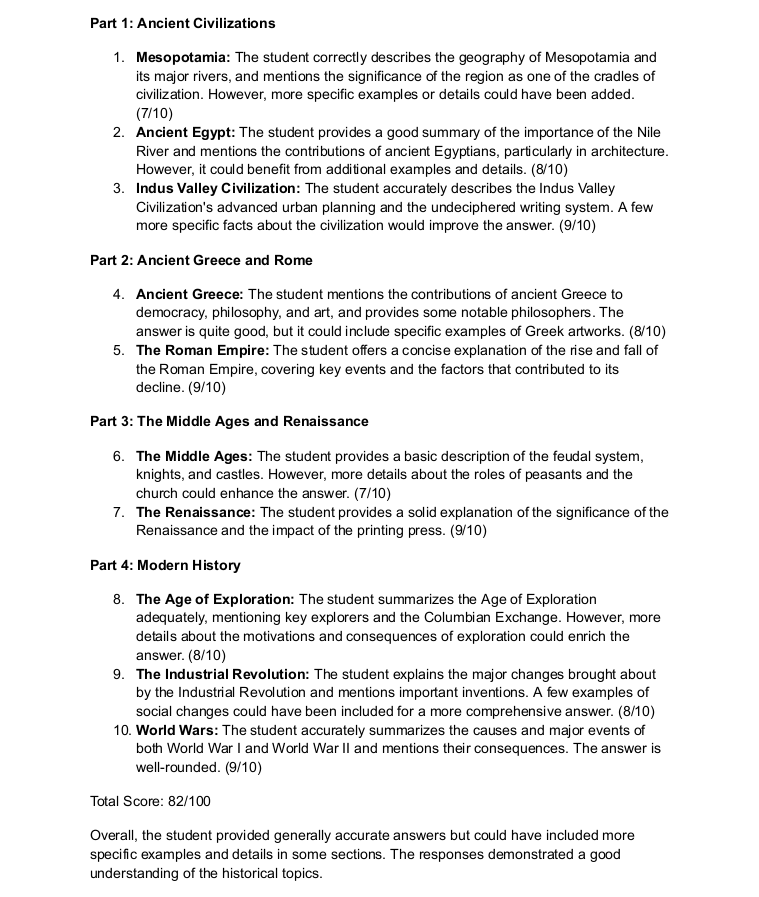 Part 1: Ancient Civilizations
1. Mesopotamia: The student correctly describes the geography of Mesopotamia and
its major rivers, and mentions the significance of the region as one of the cradles of
civilization. However, more specific examples or details could have been added.
(7/10)
2. Ancient Egypt: The student provides a good summary of the importance of the Nile
River and mentions the contributions of ancient Egyptians, particularly in architecture.
However, it could benefit from additional examples and details. (8/10)
3. Indus Valley Civilization: The student accurately describes the Indus Valley
Civilization's advanced urban planning and the undeciphered writing system. A few
more specific facts about the civilization would improve the answer. (9/10)
Part 2: Ancient Greece and Rome
4. Ancient Greece: The student mentions the contributions of ancient Greece to
democracy, philosophy, and art, and provides some notable philosophers. The
answer is quite good, but it could include specific examples of Greek artworks. (8/10)
5. The Roman Empire: The student offers a concise explanation of the rise and fall of
the Roman Empire, covering key events and the factors that contributed to its
decline. (9/10)
Part 3: The Middle Ages and Renaissance
6. The Middle Ages: The student provides a basic description of the feudal system,
knights, and castles. However, more details about the roles of peasants and the
church could enhance the answer. (7/10)
7. The Renaissance: The student provides a solid explanation of the significance of the
Renaissance and the impact of the printing press. (9/10)
Part 4: Modern History
8. The Age of Exploration: The student summarizes the Age of Exploration
adequately, mentioning key explorers and the Columbian Exchange. However, more
details about the motivations and consequences of exploration could enrich the
answer. (8/10)
9. The Industrial Revolution: The student explains the major changes brought about
by the Industrial Revolution and mentions important inventions. A few examples of
social changes could have been included for a more comprehensive answer. (8/10)
10. World Wars: The student accurately summarizes the causes and major events of
both World War I and World War II and mentions their consequences. The answer is
well-rounded. (9/10)
Total Score: 82/100
Overall, the student provided generally accurate answers but could have included more
specific examples and details in some sections. The responses demonstrated a good
understanding of the historical topics.